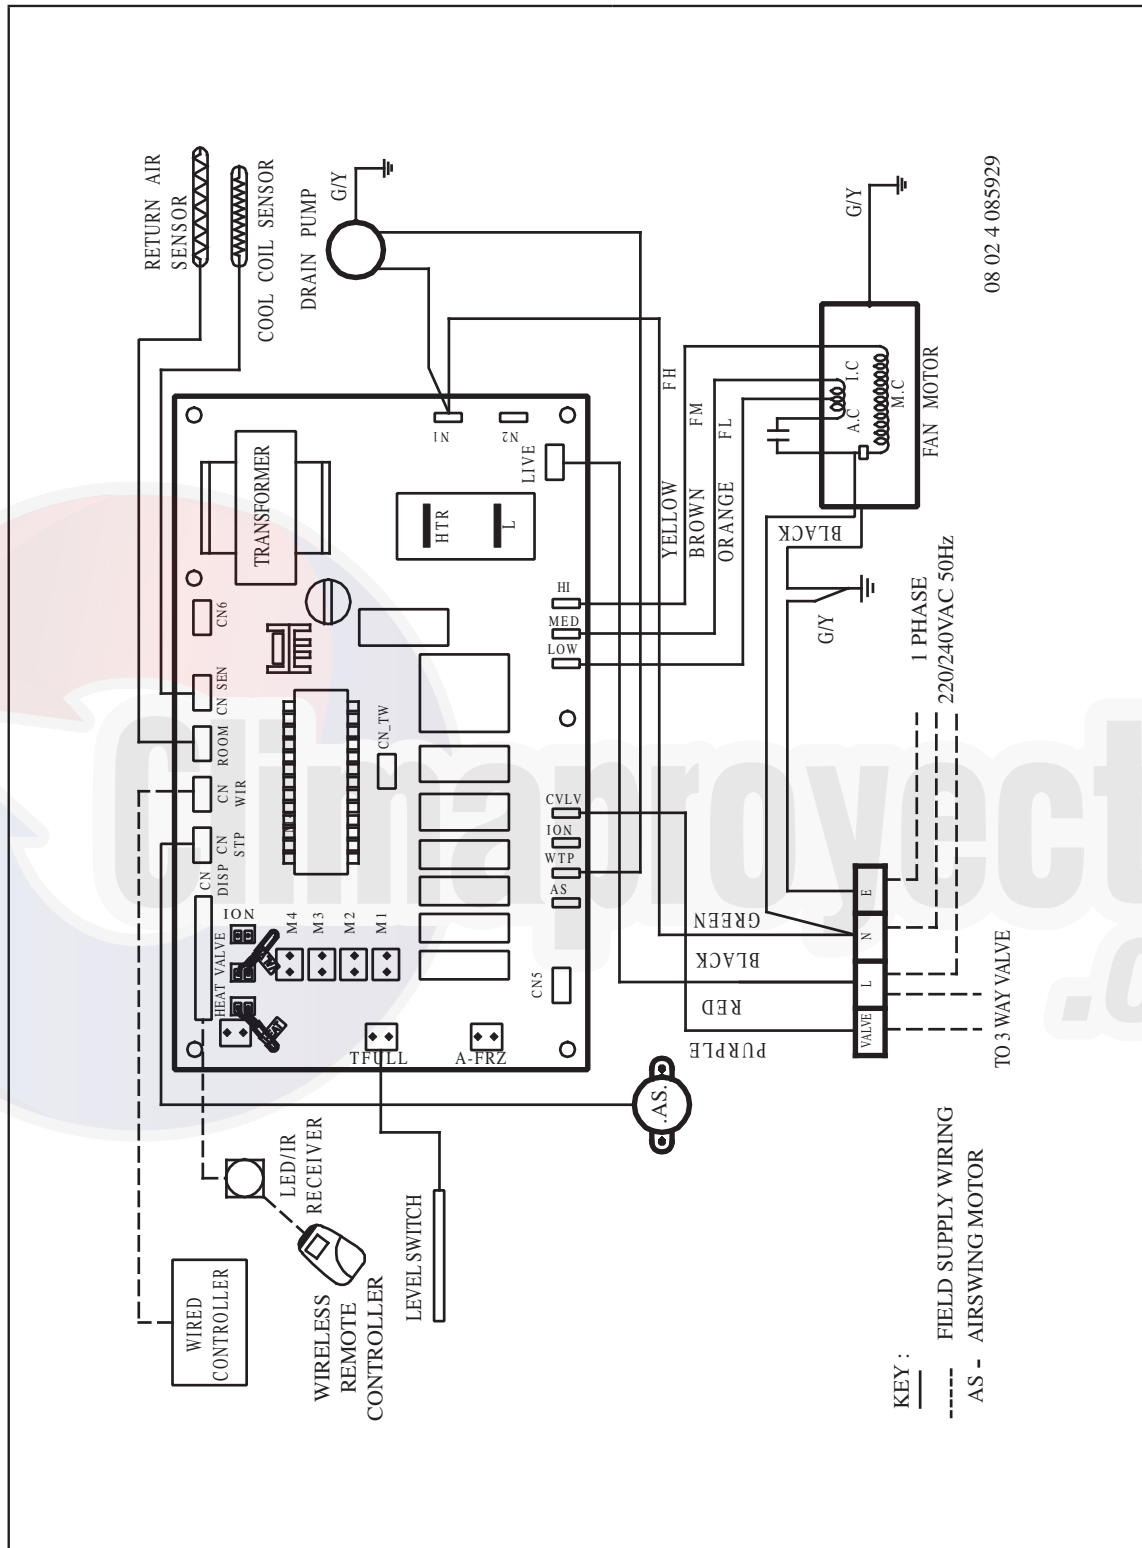 RETURN AIR
SENSOR
COOL COIL SENSOR
DRAIN PUMP
G/Y
G/Y
08 02 4 085929
TRANSFORMER
N1
N2
LIVE
HTR
L
CN6
CN SEN
ROOM
CN
WIR
CN
STP
CN
DISP
CN_TW
HI
MED
LOW
CVLV
ION
WTP
AS
ION
HEAT VALVE
M4
M3
M2
M1
CN5
TFULL
A-FRZ
YELLOW FH
BROWN FM
ORANGE FL
A.C
I.C
M.C
FAN MOTOR
BLACK
G/Y
1 PHASE
220/240VAC 50Hz
GREEN
BLACK
RED
PURPLE
E
N
L
VALVE
TO 3 WAY VALVE
.AS.
LED/IR
RECEIVER
WIRED
CONTROLLER
WIRELESS
REMOTE
CONTROLLER
LEVEL SWITCH
KEY :
FIELD SUPPLY WIRING
AS - AIRSWING MOTOR
Climaproyect
.c